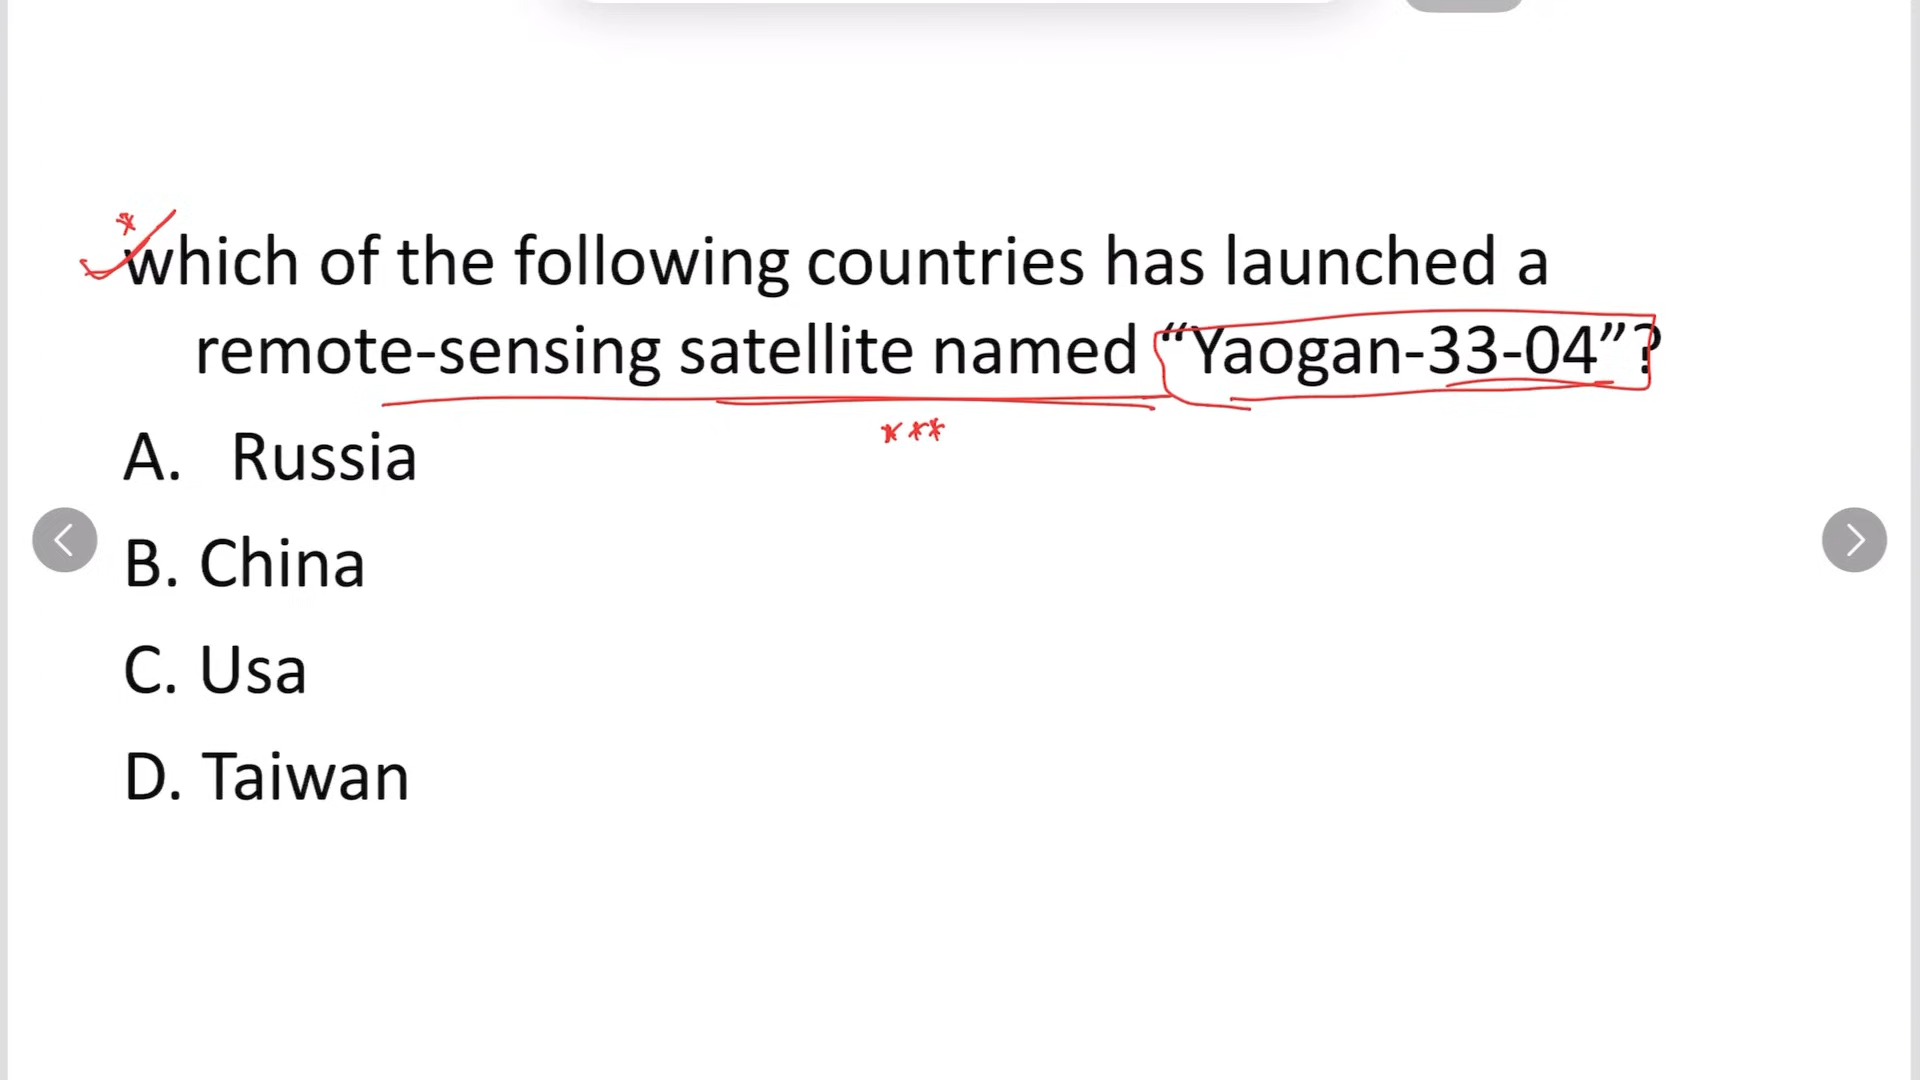 which of the following countries has launched a
remote-sensing satellite named “Yaogan-33-04”?
A. Russia
B. China
C. Usa
D. Taiwan